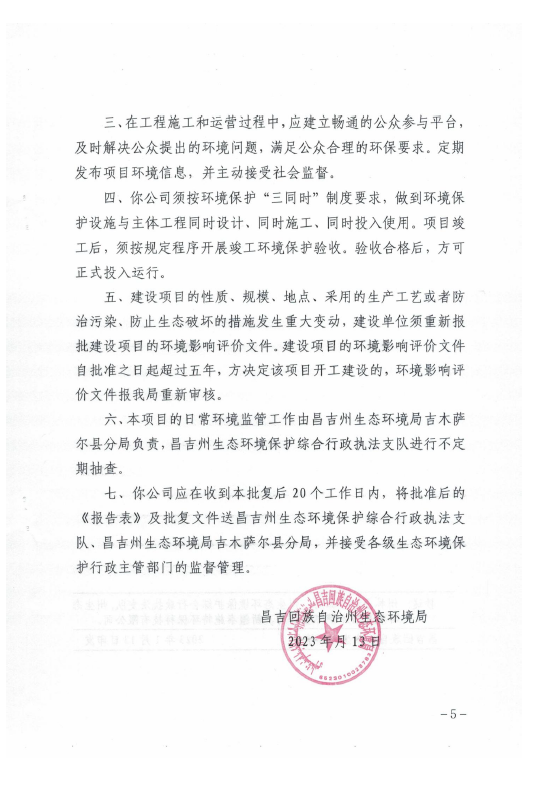 三、在工程施工和运营过程中,应建立畅通的公众参与平台,
及时解决公众提出的环境问题,满足公众合理的环保要求。定期
发布项目环境信息,并主动接受社会监督。
四、你公司须按环境保护“三同时”制度要求,做到环境保
护设施与主体工程同时设计、同时施工、同时投入使用。项目竣
工后,须按规定程序开展竣工环境保护验收。验收合格后,方可
正式投入运行。
五、建设项目的性质、规模、地点、采用的生产工艺或者防
治污染、防止生态破坏的措施发生重大变动,建设单位须重新报
批建设项目的环境影响评价文件。建设项目的环境影响评价文件
自批准之日起超过五年,方决定该项目开工建设的,环境影响评
价文件报我局重新审核。
六、本项目的日常环境监管工作由昌吉州生态环境局吉木萨
尔县分局负责,昌吉州生态环境保护综合行政执法支队进行不定
期抽查。
七、你公司应在收到本批复后 20 个工作日内,将批准后的
《报告表》及批复文件送昌吉州生态环境保护综合行政执法支
队、昌吉州生态环境局吉木萨尔县分局,并接受各级生态环境保
护行政主管部门的监督管理。
昌吉回族自治州生态环境局
2023 年 月 13 日
昌吉回族自治州生态环境局
-5-